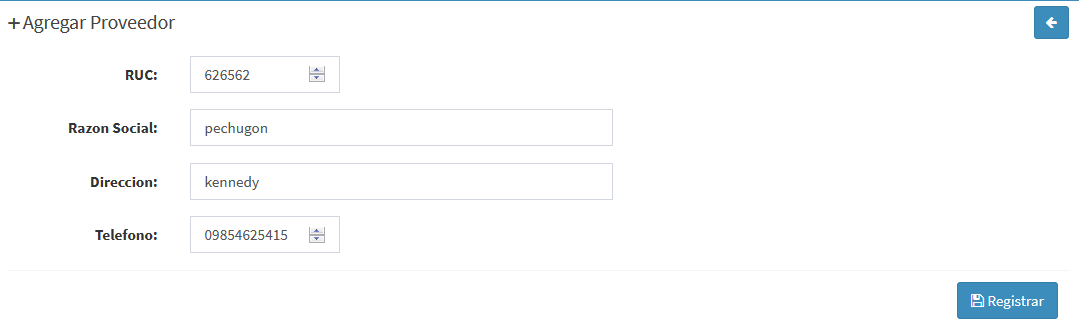 +Agregar Proveedor
RUC: 626562
Razon Social: pechugon
Direccion: kennedy
Telefono: 09854625415
Registrar